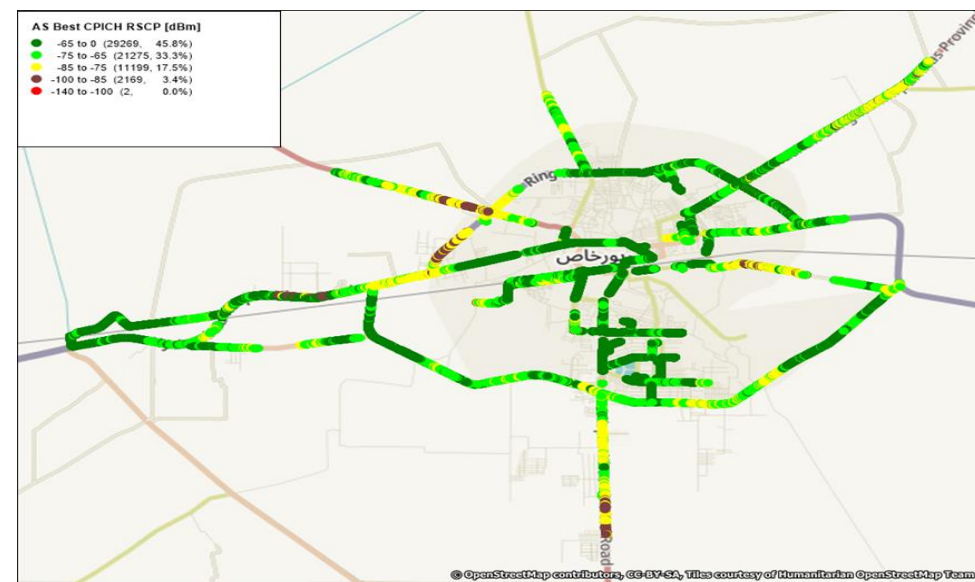 AS Best CPICH RSCP [dBm]
-65 to 0 (29269, 45.8%)
-75 to -65 (21275, 33.3%)
-85 to -75 (11199, 17.5%)
-100 to -85 (2169, 3.4%)
-140 to -100 (2, 0.0%)
Provin
Ring
پورخاص
Road
© OpenStreetMap contributors, CC-BY-SA, Tiles courtesy of Humanitarian OpenStreetMap Team